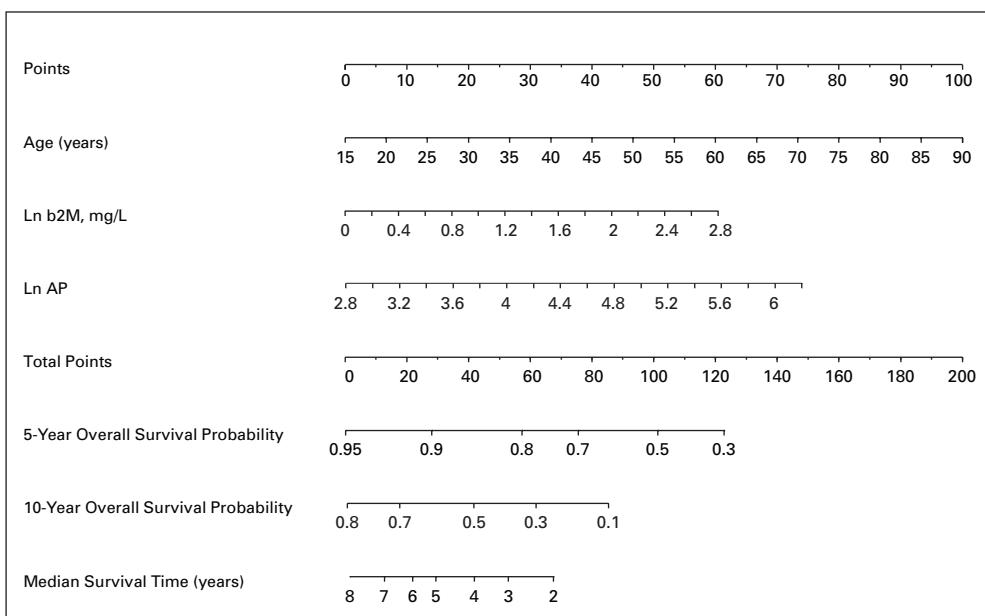 Points
0 10 20 30 40 50 60 70 80 90 100
Age (years)
15 20 25 30 35 40 45 50 55 60 65 70 75 80 85 90
Ln b2M, mg/L
0 0.4 0.8 1.2 1.6 2 2.4 2.8
Ln AP
2.8 3.2 3.6 4 4.4 4.8 5.2 5.6 6
Total Points
0 20 40 60 80 100 120 140 160 180 200
5-Year Overall Survival Probability
0.95 0.9 0.8 0.7 0.5 0.3
10-Year Overall Survival Probability
0.8 0.7 0.5 0.3 0.1
Median Survival Time (years)
8 7 6 5 4 3 2